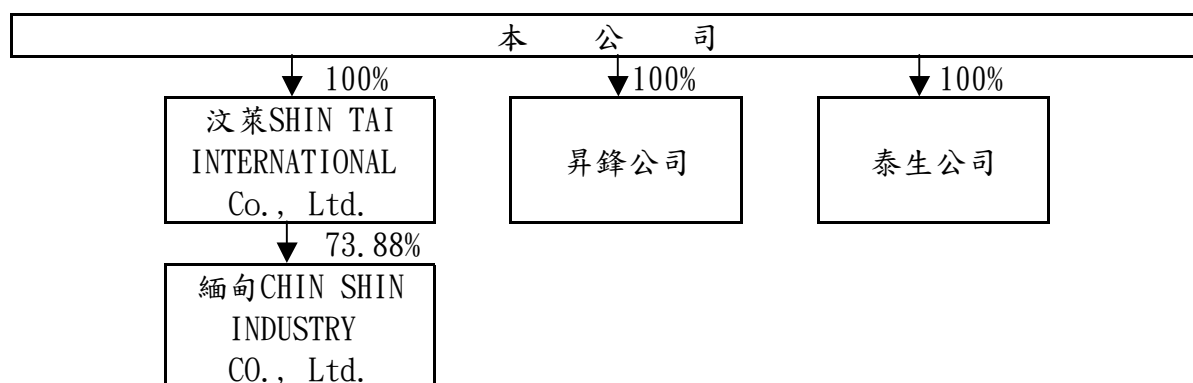 本公司
100%
100%
100%
汶萊SHIN TAI
INTERNATIONAL
Co., Ltd.
昇鋒公司
泰生公司
73.88%
緬甸CHIN SHIN
INDUSTRY
CO., Ltd.